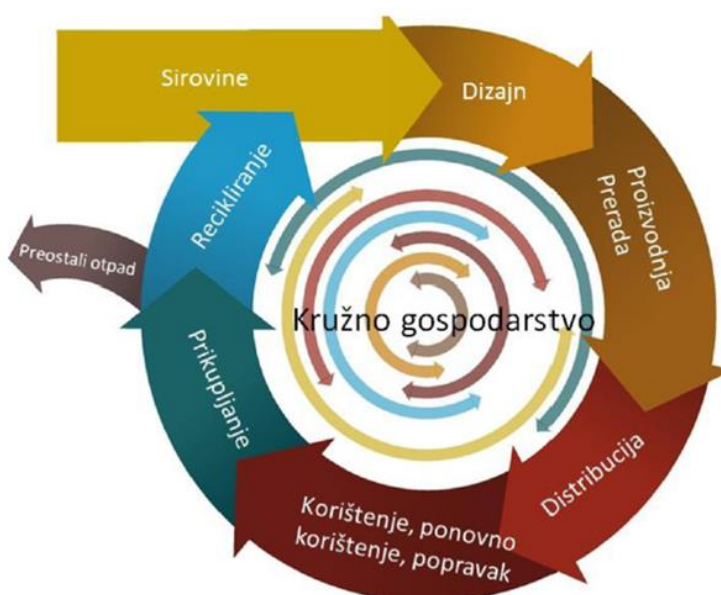 Sirovine
Dizajn
Proizvodnja
Prerada
Distribucija
Korištenje, ponovno
korištenje, popravak
Prikupljanje
Recikliranje
Preostali otpad
Kružno gospodarstvo